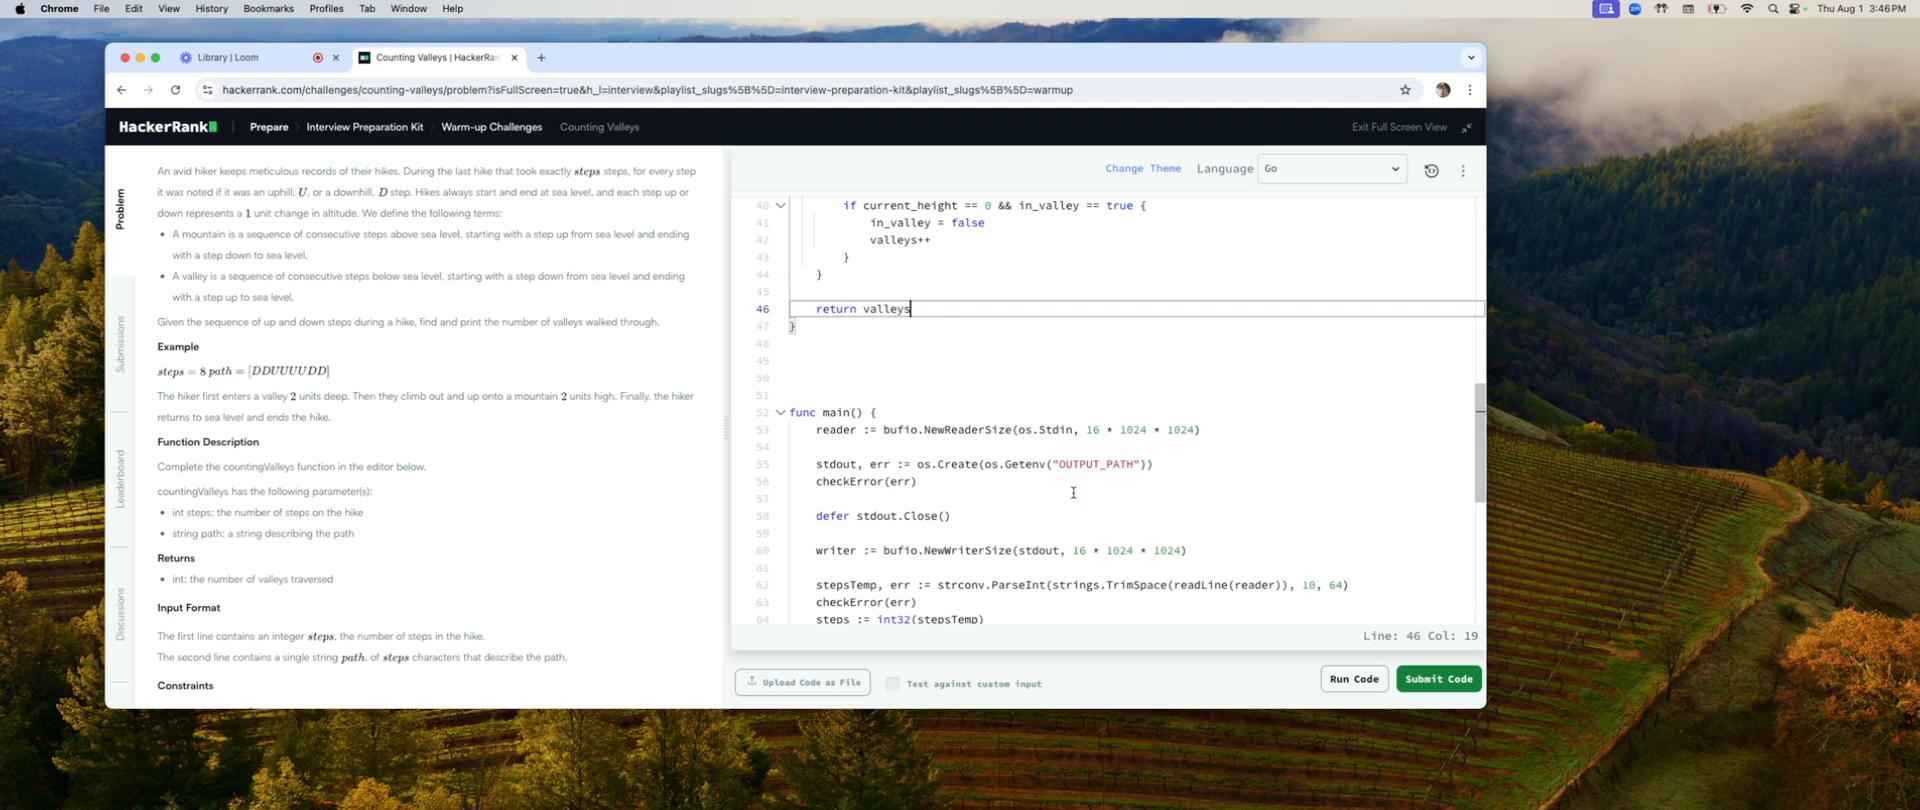 Chrome File Edit View History Bookmarks Profiles Tab Window Help
zm
Thu Aug 1 3:46 PM
Library | Loom
Counting Valleys | HackerRan
hackerrank.com/challenges/counting-valleys/problem?isFullScreen=true&h_l=interview&playlist_slugs%5B%5D=interview-preparation-kit&playlist_slugs%5B%5D=warmup
HackerRank
Prepare
Interview Preparation Kit
Warm-up Challenges
Counting Valleys
Exit Full Screen View
Problem
Submissions
Leaderboard
Discussions
An avid hiker keeps meticulous records of their hikes. During the last hike that took exactly steps steps, for every step
it was noted if it was an uphill, U, or a downhill, D step. Hikes always start and end at sea level, and each step up or
down represents a 1 unit change in altitude. We define the following terms:
• A mountain is a sequence of consecutive steps above sea level, starting with a step up from sea level and ending
with a step down to sea level.
• A valley is a sequence of consecutive steps below sea level, starting with a step down from sea level and ending
with a step up to sea level.
Given the sequence of up and down steps during a hike, find and print the number of valleys walked through.
Example
steps = 8 path = [DDUUUUDD]
The hiker first enters a valley 2 units deep. Then they climb out and up onto a mountain 2 units high. Finally, the hiker
returns to sea level and ends the hike.
Function Description
Complete the countingValleys function in the editor below.
countingValleys has the following parameter(s):
• int steps: the number of steps on the hike
• string path: a string describing the path
Returns
• int: the number of valleys traversed
Input Format
The first line contains an integer steps, the number of steps in the hike.
The second line contains a single string path, of steps characters that describe the path.
Constraints
Change Theme
Language
Go
40 if current_height == 0 && in_valley == true {
41 in_valley = false
42 valleys++
43 }
44 }
45
46 return valleys
47 }
48
49
50
51
52 func main() {
53 reader := bufio.NewReaderSize(os.Stdin, 16 * 1024 * 1024)
54
55 stdout, err := os.Create(os.Getenv("OUTPUT_PATH"))
56 checkError(err)
57
58 defer stdout.Close()
59
60 writer := bufio.NewWriterSize(stdout, 16 * 1024 * 1024)
61
62 stepsTemp, err := strconv.ParseInt(strings.TrimSpace(readLine(reader)), 10, 64)
63 checkError(err)
64 steps := int32(stepsTemp)
Line: 46 Col: 19
Upload Code as File
Test against custom input
Run Code
Submit Code